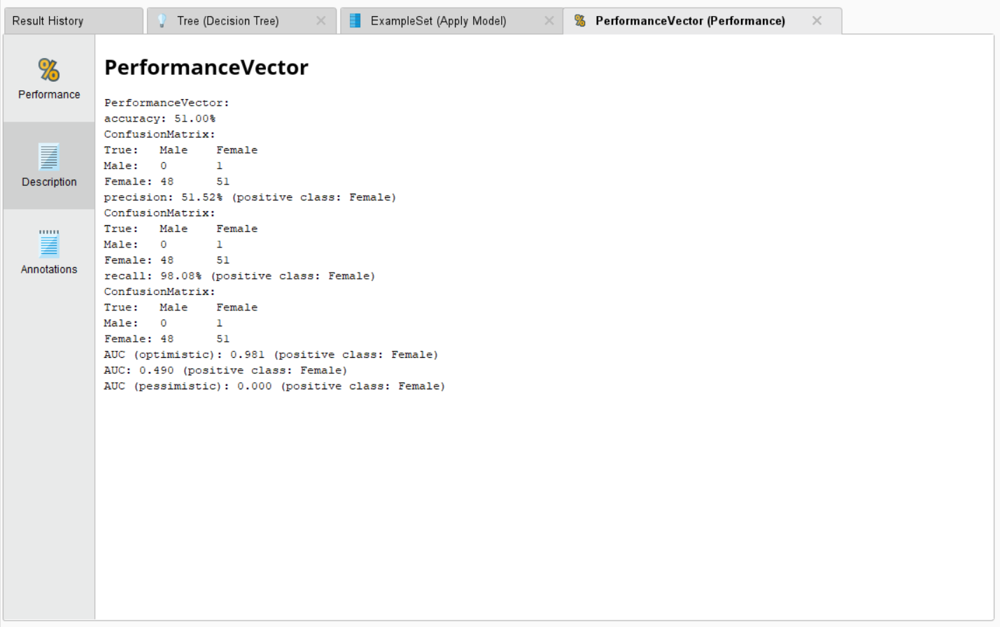 Result History
Tree (Decision Tree)
ExampleSet (Apply Model)
PerformanceVector (Performance)
Performance
Description
Annotations
PerformanceVector
PerformanceVector:
accuracy: 51.00%
ConfusionMatrix:
True: Male Female
Male: 0 1
Female: 48 51
precision: 51.52% (positive class: Female)
ConfusionMatrix:
True: Male Female
Male: 0 1
Female: 48 51
recall: 98.08% (positive class: Female)
ConfusionMatrix:
True: Male Female
Male: 0 1
Female: 48 51
AUC (optimistic): 0.981 (positive class: Female)
AUC: 0.490 (positive class: Female)
AUC (pessimistic): 0.000 (positive class: Female)